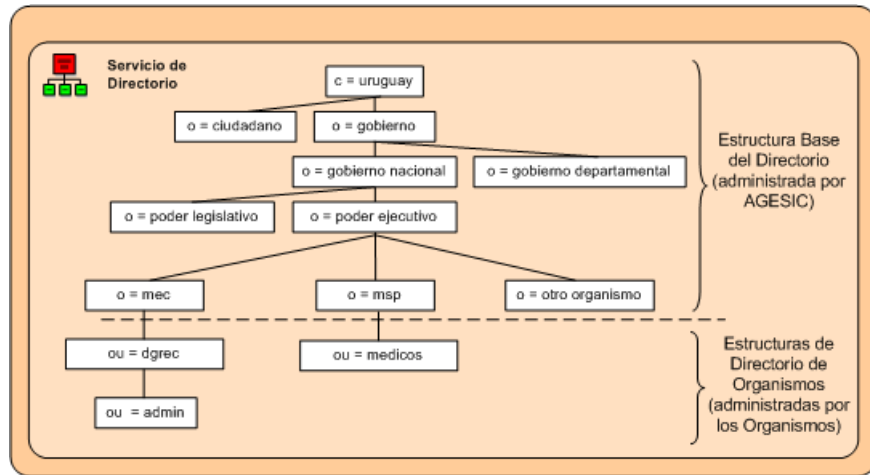 Servicio de
Directorio
c = uruguay
o = ciudadano
o = gobierno
o = gobierno nacional
o = gobierno departamental
o = poder legislativo
o = poder ejecutivo
o = mec
o = msp
o = otro organismo
Estructura Base
del Directorio
(administrada por
AGESIC)
ou = dgrec
ou = medicos
ou = admin
Estructuras de
Directorio de
Organismos
(administradas por
los Organismos)